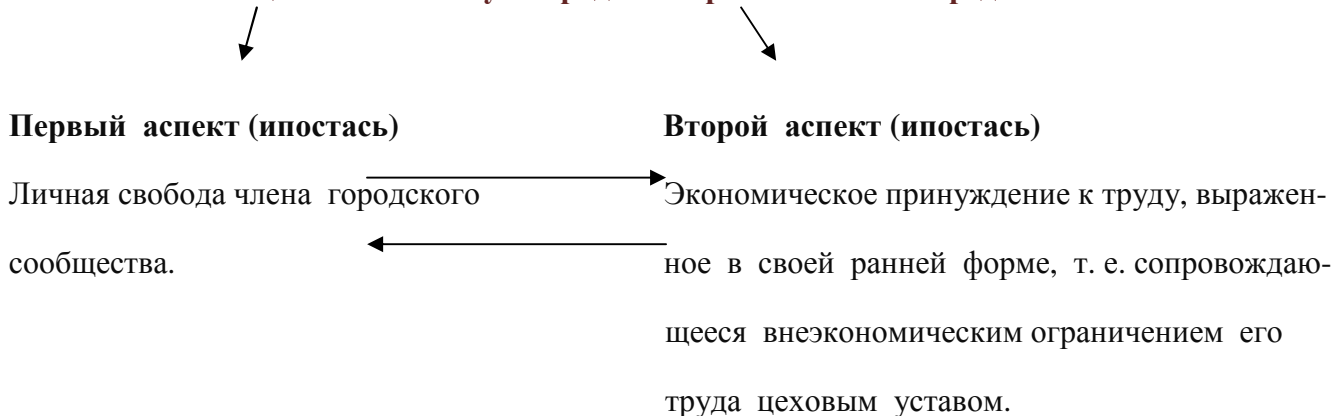 Первый аспект (ипостась)
Личная свобода члена городского
сообщества.
Второй аспект (ипостась)
Экономическое принуждение к труду, выражен-
ное в своей ранней форме, т. е. сопровождаю-
щееся внеэкономическим ограничением его
труда цеховым уставом.